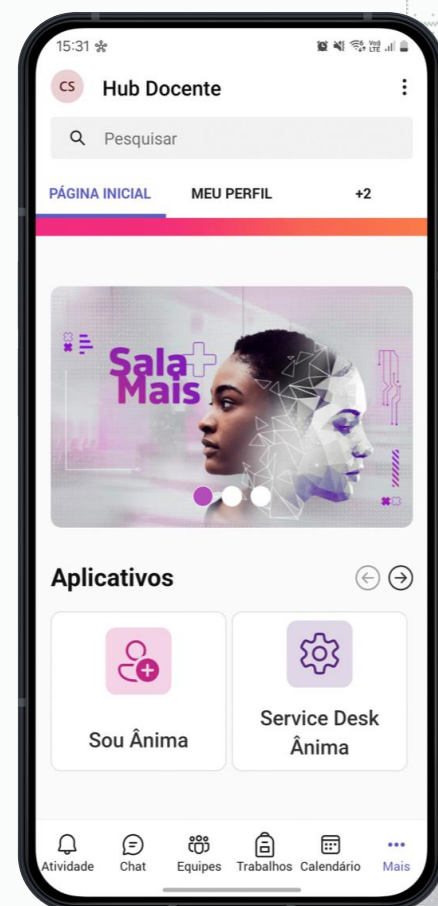 15:31
CS
Hub Docente
Pesquisar
PÁGINA INICIAL
MEU PERFIL
+2
Sala
Mais
Aplicativos
Sou Ânima
Service Desk
Ânima
Atividade
Chat
Equipes
Trabalhos
Calendário
Mais